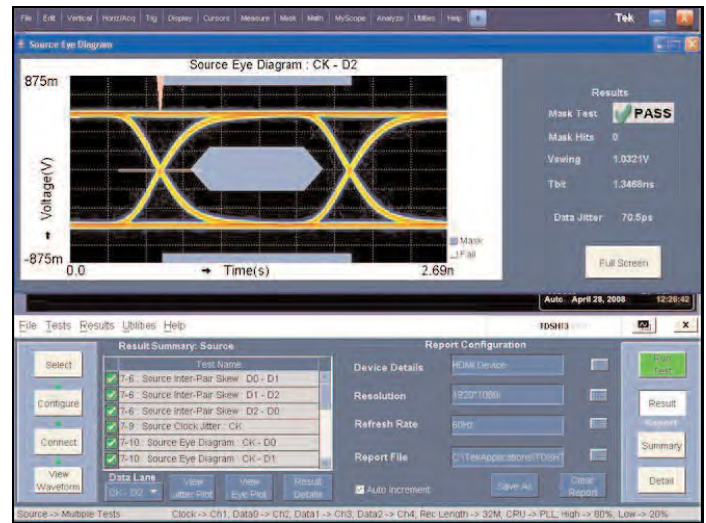 File Edit Vertical Horiz/Acq Trig Display Cursors Measure Mask Math MyScope Analyze Utilities Help Tek
Source Eye Diagram
Source Eye Diagram : CK - D2
875m
Voltage(V)
-875m
0.0
Time(s)
2.69n
Mask
Fail
Results
Mask Test PASS
Mask Hits 0
Vswing 1.0321V
Tbit 1.3468ns
Data Jitter 70.5ps
Full Screen
Auto April 28, 2008 12:26:42
File Tests Results Utilities Help TDSHT3 x
Select
Configure
Connect
View Waveform
Result Summary: Source
Test Name
7-6 : Source Inter-Pair Skew : D0 - D1
7-6 : Source Inter-Pair Skew : D1 - D2
7-6 : Source Inter-Pair Skew : D2 - D0
7-9 : Source Clock Jitter : CK
7-10 : Source Eye Diagram : CK - D0
7-10 : Source Eye Diagram : CK - D1
Data Lane
CK - D2
View Jitter Plot
View Eye Plot
Result Details
Report Configuration
Device Details HDMI Device
Resolution
Refresh Rate 60Hz
Report File C:\TekApplications\TDSHT
Auto Increment
Save As
Clear Report
Run Test
Result
Report
Summary
Detail
Source -> Multiple Tests
Clock -> Ch1, Data0 -> Ch2, Data1 -> Ch3, Data2 -> Ch4, Rec Length -> 32M, CRU -> PLL, High -> 80%, Low -> 20%